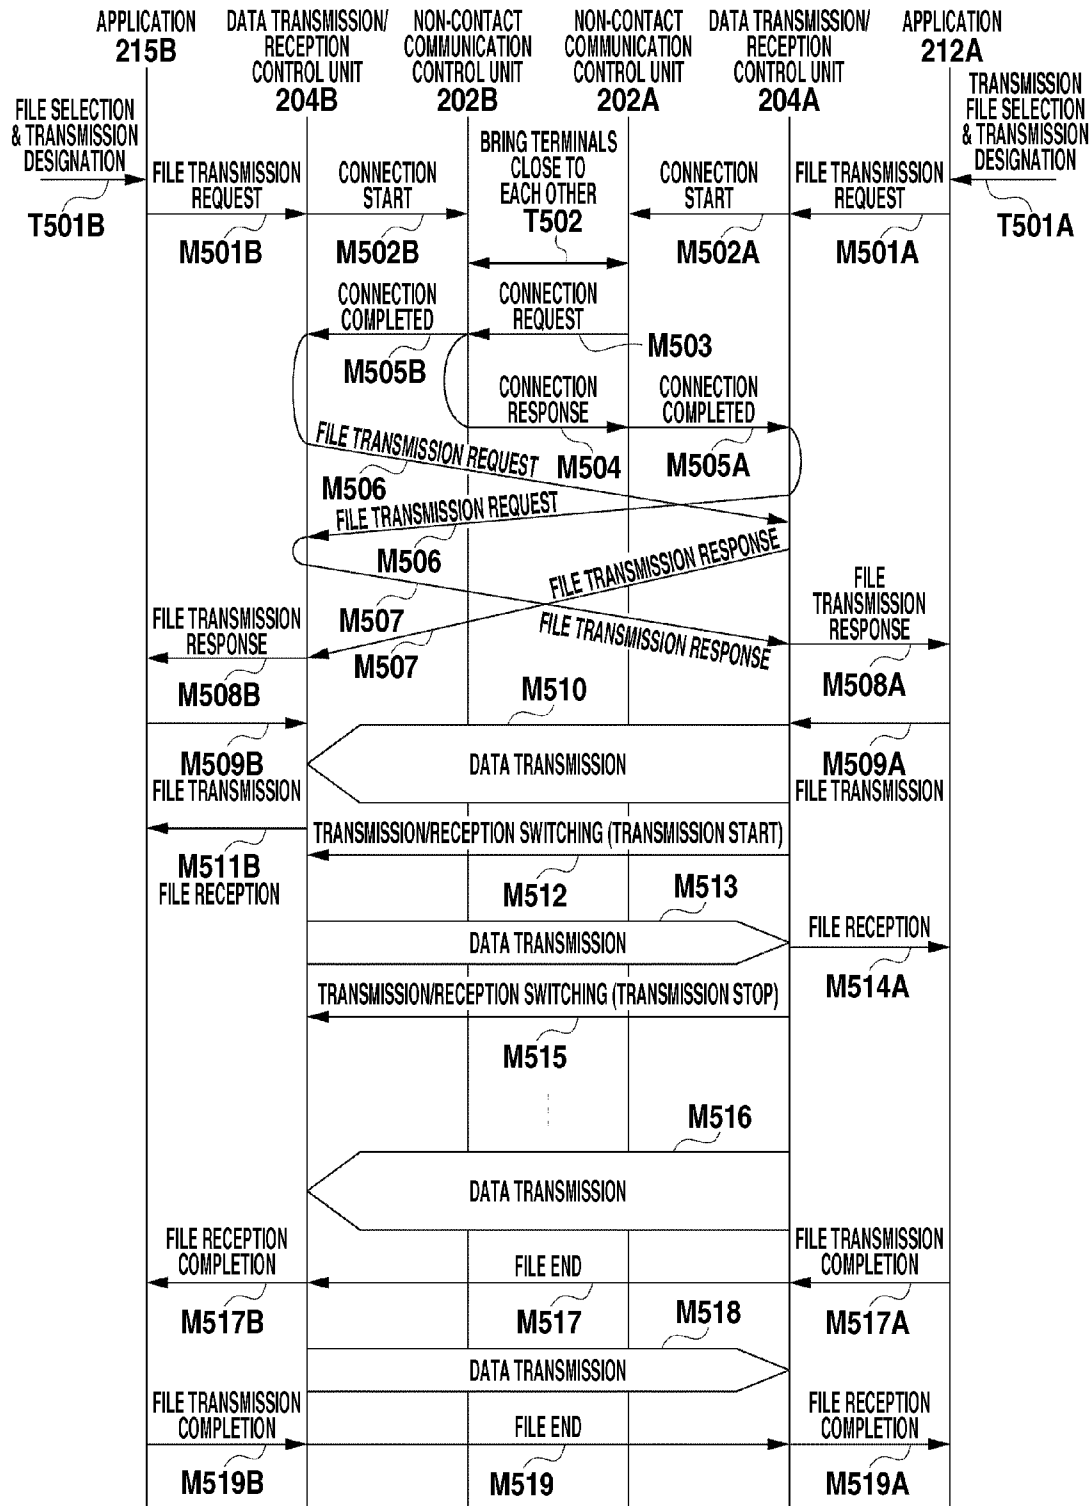 APPLICATION
215B
DATA TRANSMISSION/
RECEPTION
CONTROL UNIT
204B
NON-CONTACT
COMMUNICATION
CONTROL UNIT
202B
NON-CONTACT
COMMUNICATION
CONTROL UNIT
202A
DATA TRANSMISSION/
RECEPTION
CONTROL UNIT
204A
APPLICATION
212A
FILE SELECTION
& TRANSMISSION
DESIGNATION
T501B
FILE TRANSMISSION
REQUEST
M501B
CONNECTION
START
M502B
BRING TERMINALS
CLOSE TO
EACH OTHER
T502
CONNECTION
START
M502A
FILE TRANSMISSION
REQUEST
M501A
TRANSMISSION
FILE SELECTION
& TRANSMISSION
DESIGNATION
T501A
CONNECTION
COMPLETED
M505B
CONNECTION
REQUEST
M503
CONNECTION
RESPONSE
M504
CONNECTION
COMPLETED
M505A
FILE TRANSMISSION REQUEST
M506
FILE TRANSMISSION REQUEST
M506
FILE TRANSMISSION RESPONSE
M507
FILE TRANSMISSION RESPONSE
M507
FILE TRANSMISSION
RESPONSE
M508B
FILE
TRANSMISSION
RESPONSE
M508A
M510
DATA TRANSMISSION
M509B
FILE TRANSMISSION
M509A
FILE TRANSMISSION
M511B
FILE RECEPTION
TRANSMISSION/RECEPTION SWITCHING (TRANSMISSION START)
M512
M513
DATA TRANSMISSION
FILE RECEPTION
M514A
TRANSMISSION/RECEPTION SWITCHING (TRANSMISSION STOP)
M515
M516
DATA TRANSMISSION
FILE RECEPTION
COMPLETION
M517B
FILE END
M517
FILE TRANSMISSION
COMPLETION
M517A
M518
DATA TRANSMISSION
FILE TRANSMISSION
COMPLETION
M519B
FILE END
M519
FILE RECEPTION
COMPLETION
M519A